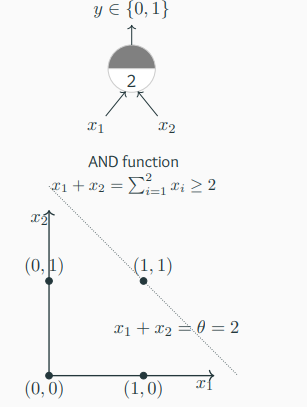 y ∈ {0, 1}
2
x₁ x₂
AND function
x₁ + x₂ = ∑²ᵢ₌₁ xᵢ ≥ 2
x₂
(0, 1) (1, 1)
x₁ + x₂ = θ = 2
(0, 0) (1, 0) x₁